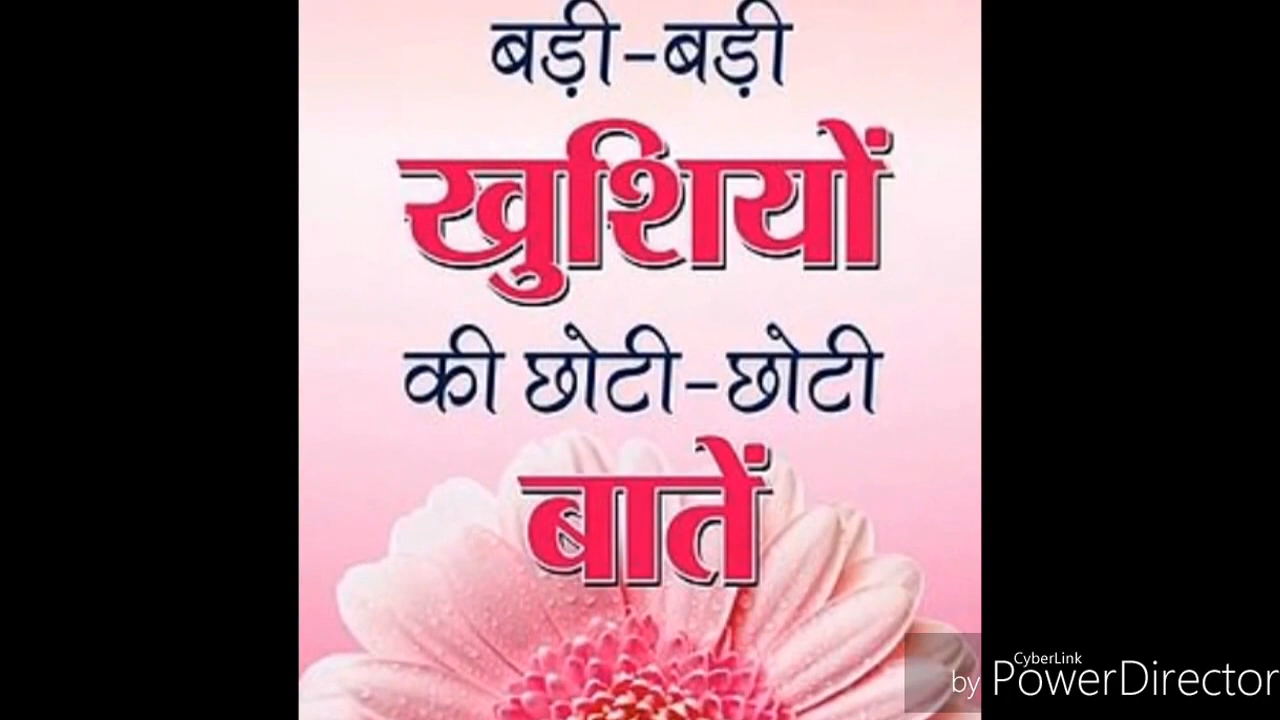 बड़ी-बड़ी
खुशियों
की छोटी-छोटी
बातें
CyberLink
by PowerDirector